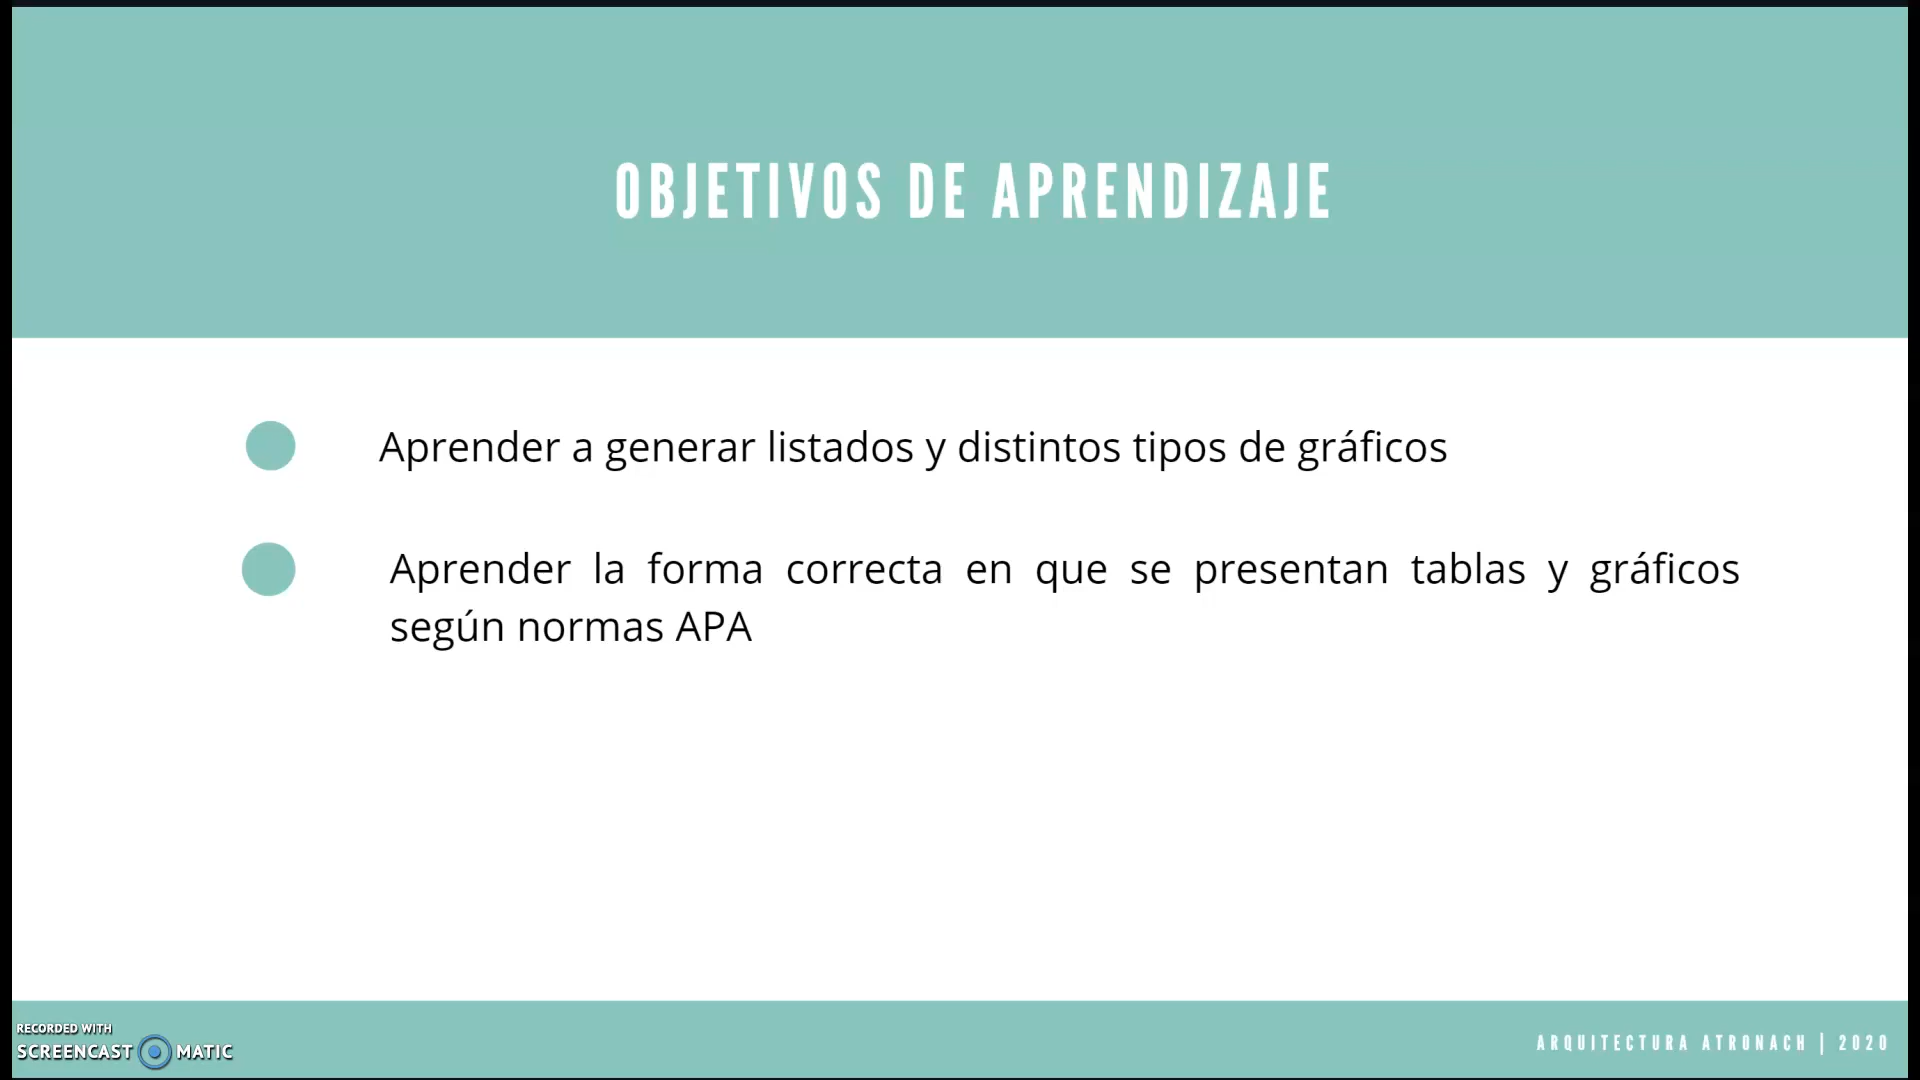 OBJETIVOS DE APRENDIZAJE
Aprender a generar listados y distintos tipos de gráficos
Aprender la forma correcta en que se presentan tablas y gráficos
según normas APA
RECORDED WITH
SCREENCAST MATIC
ARQUITECTURA ATRONACH | 2020